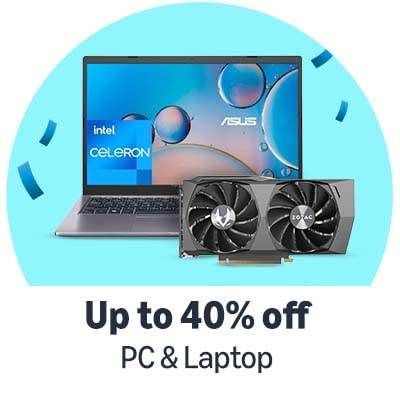 intel
CELERON
ASUS
ZOTAC
Up to 40% off
PC & Laptop